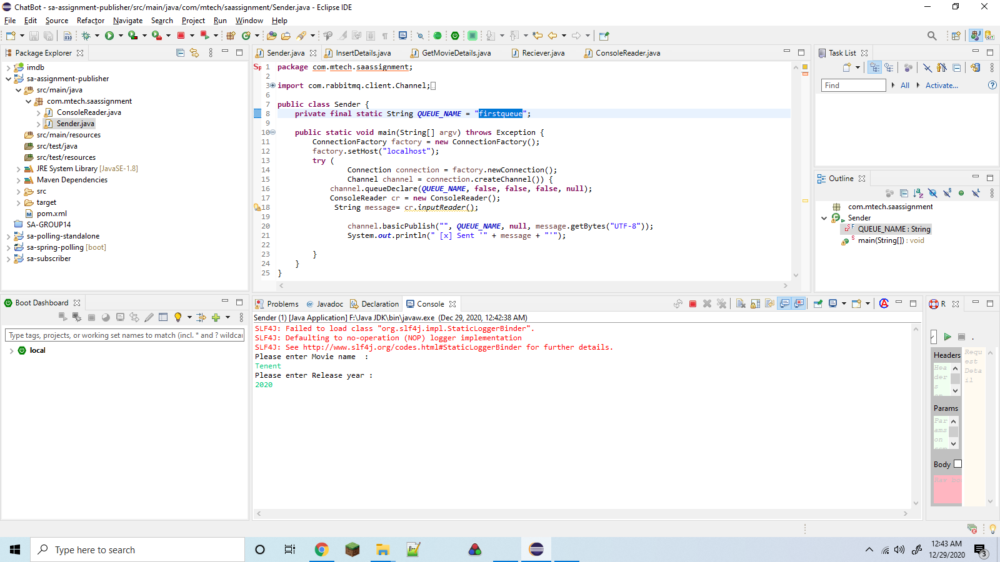 ChatBot - sa-assignment-publisher/src/main/java/com/mtech/saassignment/Sender.java - Eclipse IDE
File Edit Source Refactor Navigate Search Project Run Window Help
Package Explorer
imdb
sa-assignment-publisher
src/main/java
com.mtech.saassignment
ConsoleReader.java
Sender.java
src/main/resources
src/test/java
src/test/resources
JRE System Library [JavaSE-1.8]
Maven Dependencies
src
target
pom.xml
SA-GROUP14
sa-polling-standalone
sa-spring-polling [boot]
sa-subscriber
Boot Dashboard
Type tags, projects, or working set names to match (incl. * and ? wildcar
local
Sender.java InsertDetails.java GetMovieDetails.java Reciever.java ConsoleReader.java
Sp 1 package com.mtech.saassignment;
2
3 import com.rabbitmq.client.Channel;
6
7 public class Sender {
8 private final static String QUEUE_NAME = "firstqueue";
9
10 public static void main(String[] argv) throws Exception {
11 ConnectionFactory factory = new ConnectionFactory();
12 factory.setHost("localhost");
13 try (
14 Connection connection = factory.newConnection();
15 Channel channel = connection.createChannel()) {
16 channel.queueDeclare(QUEUE_NAME, false, false, false, null);
17 ConsoleReader cr = new ConsoleReader();
18 String message= cr.inputReader();
19
20 channel.basicPublish("", QUEUE_NAME, null, message.getBytes("UTF-8"));
21 System.out.println(" [x] Sent '" + message + "'");
22
23 }
24 }
25 }
Problems Javadoc Declaration Console
Sender (1) [Java Application] F:\Java JDK\bin\javaw.exe (Dec 29, 2020, 12:42:38 AM)
SLF4J: Failed to load class "org.slf4j.impl.StaticLoggerBinder".
SLF4J: Defaulting to no-operation (NOP) logger implementation
SLF4J: See http://www.slf4j.org/codes.html#StaticLoggerBinder for further details.
Please enter Movie name :
Tenent
Please enter Release year :
2020
Task List
Find All Activate...
Outline
com.mtech.saassignment
Sender
QUEUE_NAME : String
main(String[]) : void
R
Headers
Hea
der
s
Requ
est
Deta
il
Params
Par
ams
on
Body
Raw bo
Type here to search
12:43 AM
12/29/2020
3